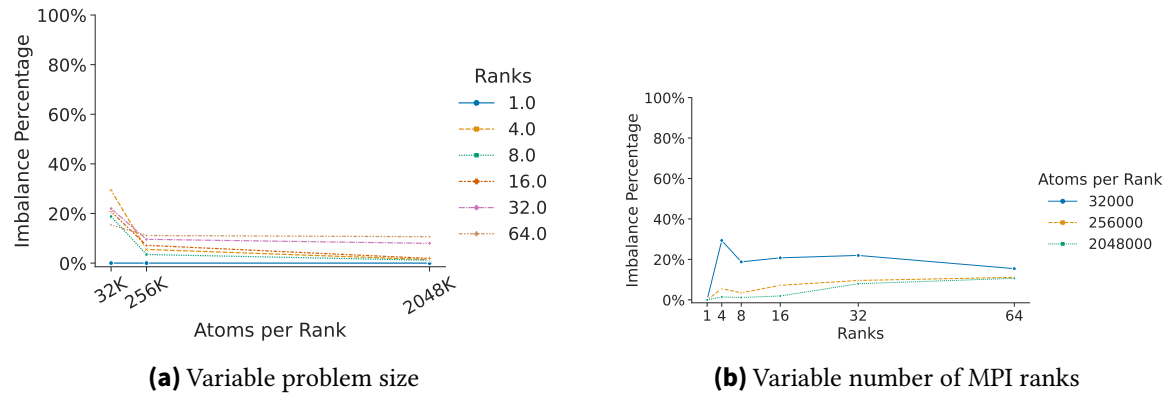 100%
80%
60%
40%
20%
0%
Imbalance Percentage
32K 256K 2048K
Atoms per Rank
Ranks
1.0
4.0
8.0
16.0
32.0
64.0
(a) Variable problem size
100%
80%
60%
40%
20%
0%
Imbalance Percentage
1 4 8 16 32 64
Ranks
Atoms per Rank
32000
256000
2048000
(b) Variable number of MPI ranks